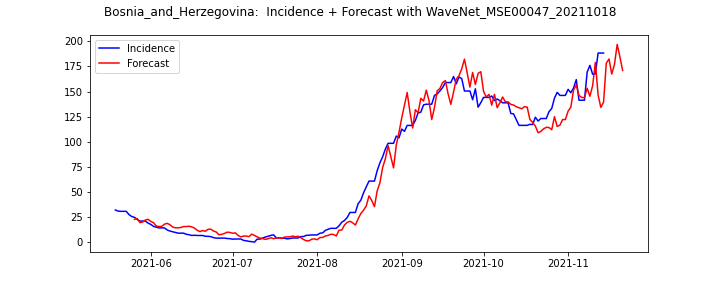 Bosnia_and_Herzegovina:  Incidence + Forecast with WaveNet_MSE00047_20211018
Incidence
Forecast
200
175
150
125
100
75
50
25
0
2021-06 2021-07 2021-08 2021-09 2021-10 2021-11